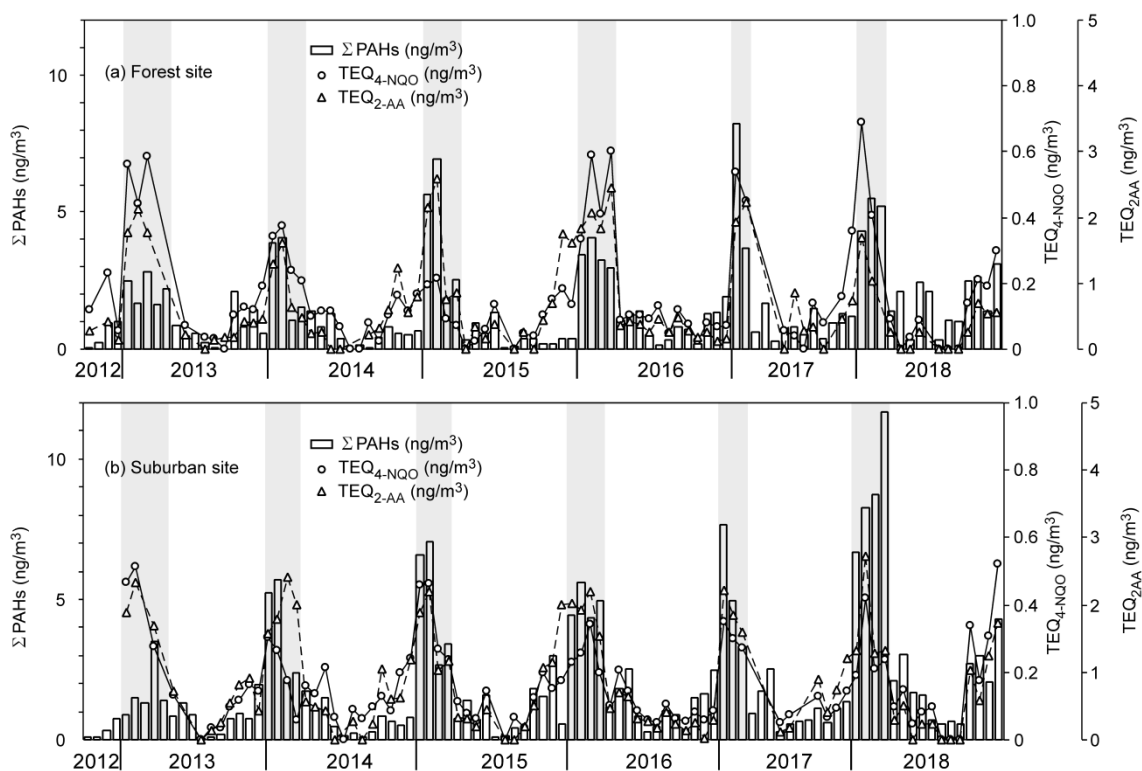 (a) Forest site
Σ PAHs (ng/m³)
TEQ4-NQO (ng/m³)
TEQ2-AA (ng/m³)
Σ PAHs (ng/m³)
10
5
0
1.0
0.8
0.6
0.4
0.2
0
TEQ4-NQO (ng/m³)
5
4
3
2
1
0
TEQ2AA (ng/m³)
2012 2013 2014 2015 2016 2017 2018
(b) Suburban site
Σ PAHs (ng/m³)
TEQ4-NQO (ng/m³)
TEQ2-AA (ng/m³)
Σ PAHs (ng/m³)
10
5
0
1.0
0.8
0.6
0.4
0.2
0
TEQ4-NQO (ng/m³)
5
4
3
2
1
0
TEQ2AA (ng/m³)
2012 2013 2014 2015 2016 2017 2018